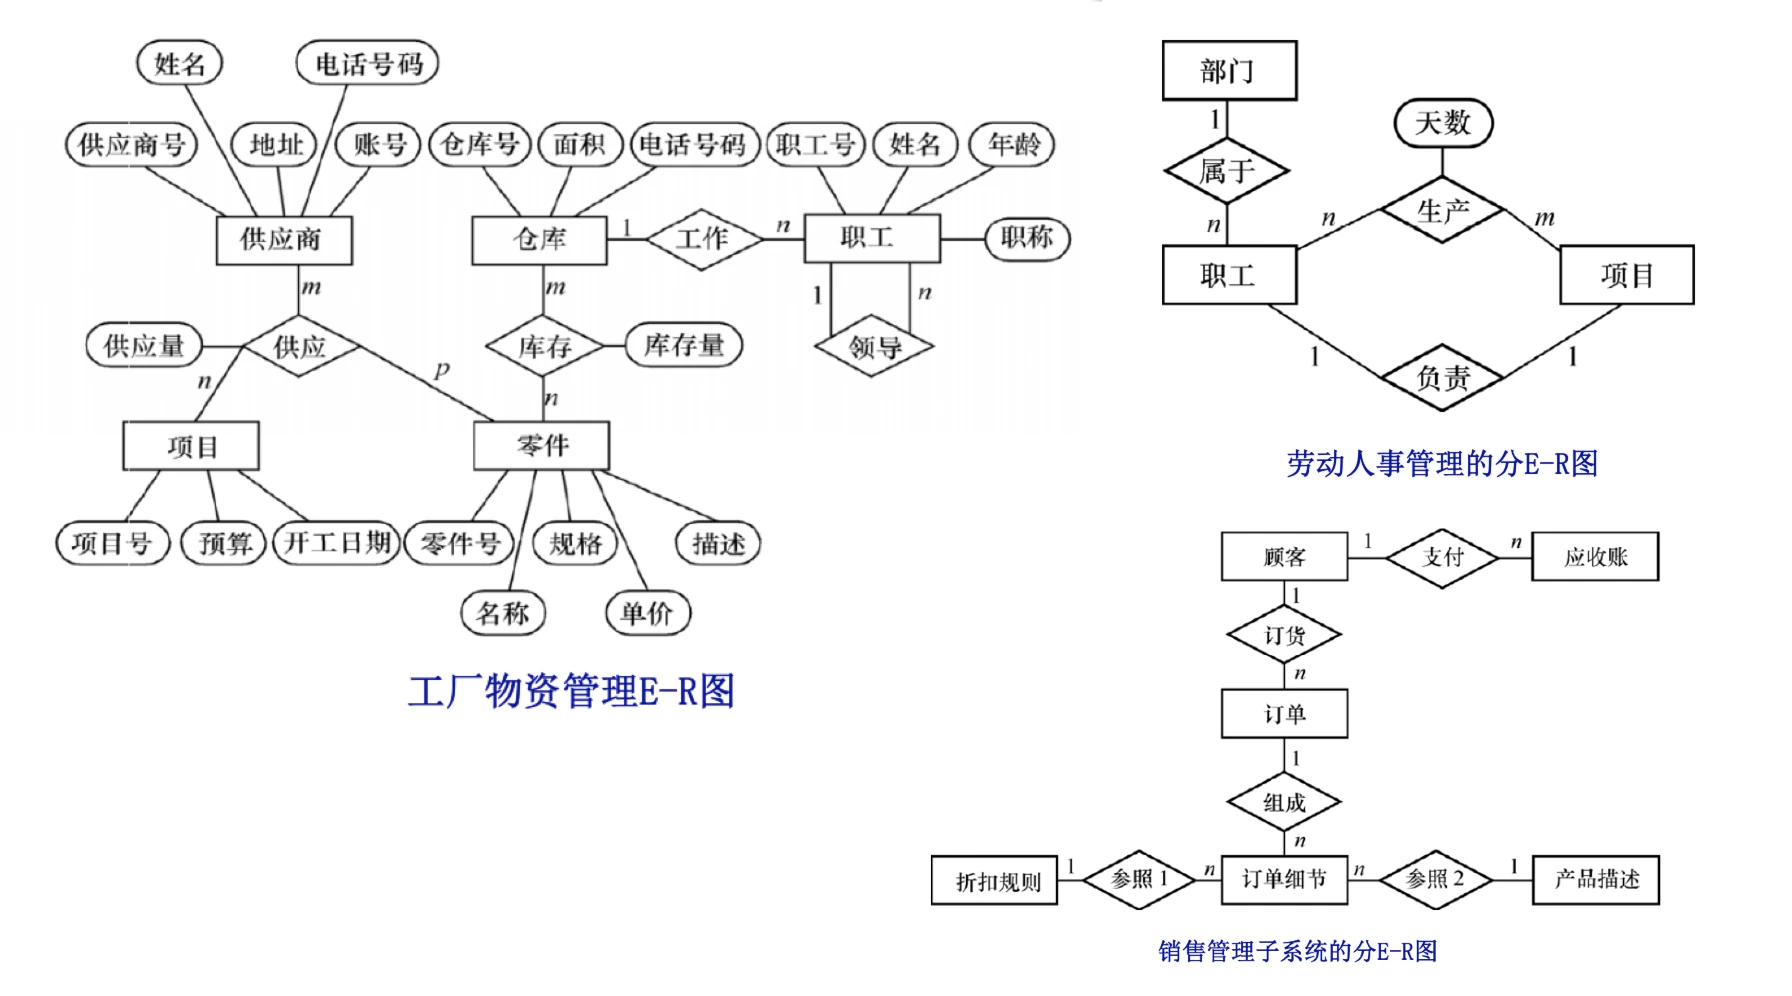 姓名
电话号码
供应商号
地址
账号
仓库号
面积
电话号码
职工号
姓名
年龄
供应商
仓库
1
工作
n
职工
职称
m
m
1
n
供应量
供应
库存
库存量
领导
n
p
n
项目
零件
项目号
预算
开工日期
零件号
规格
描述
名称
单价
工厂物资管理E-R图
部门
1
天数
属于
生产
n
n
m
职工
项目
1
1
负责
劳动人事管理的分E-R图
顾客
1
支付
n
应收账
1
订货
n
订单
1
组成
n
折扣规则
1
参照1
n
订单细节
n
参照2
1
产品描述
销售管理子系统的分E-R图